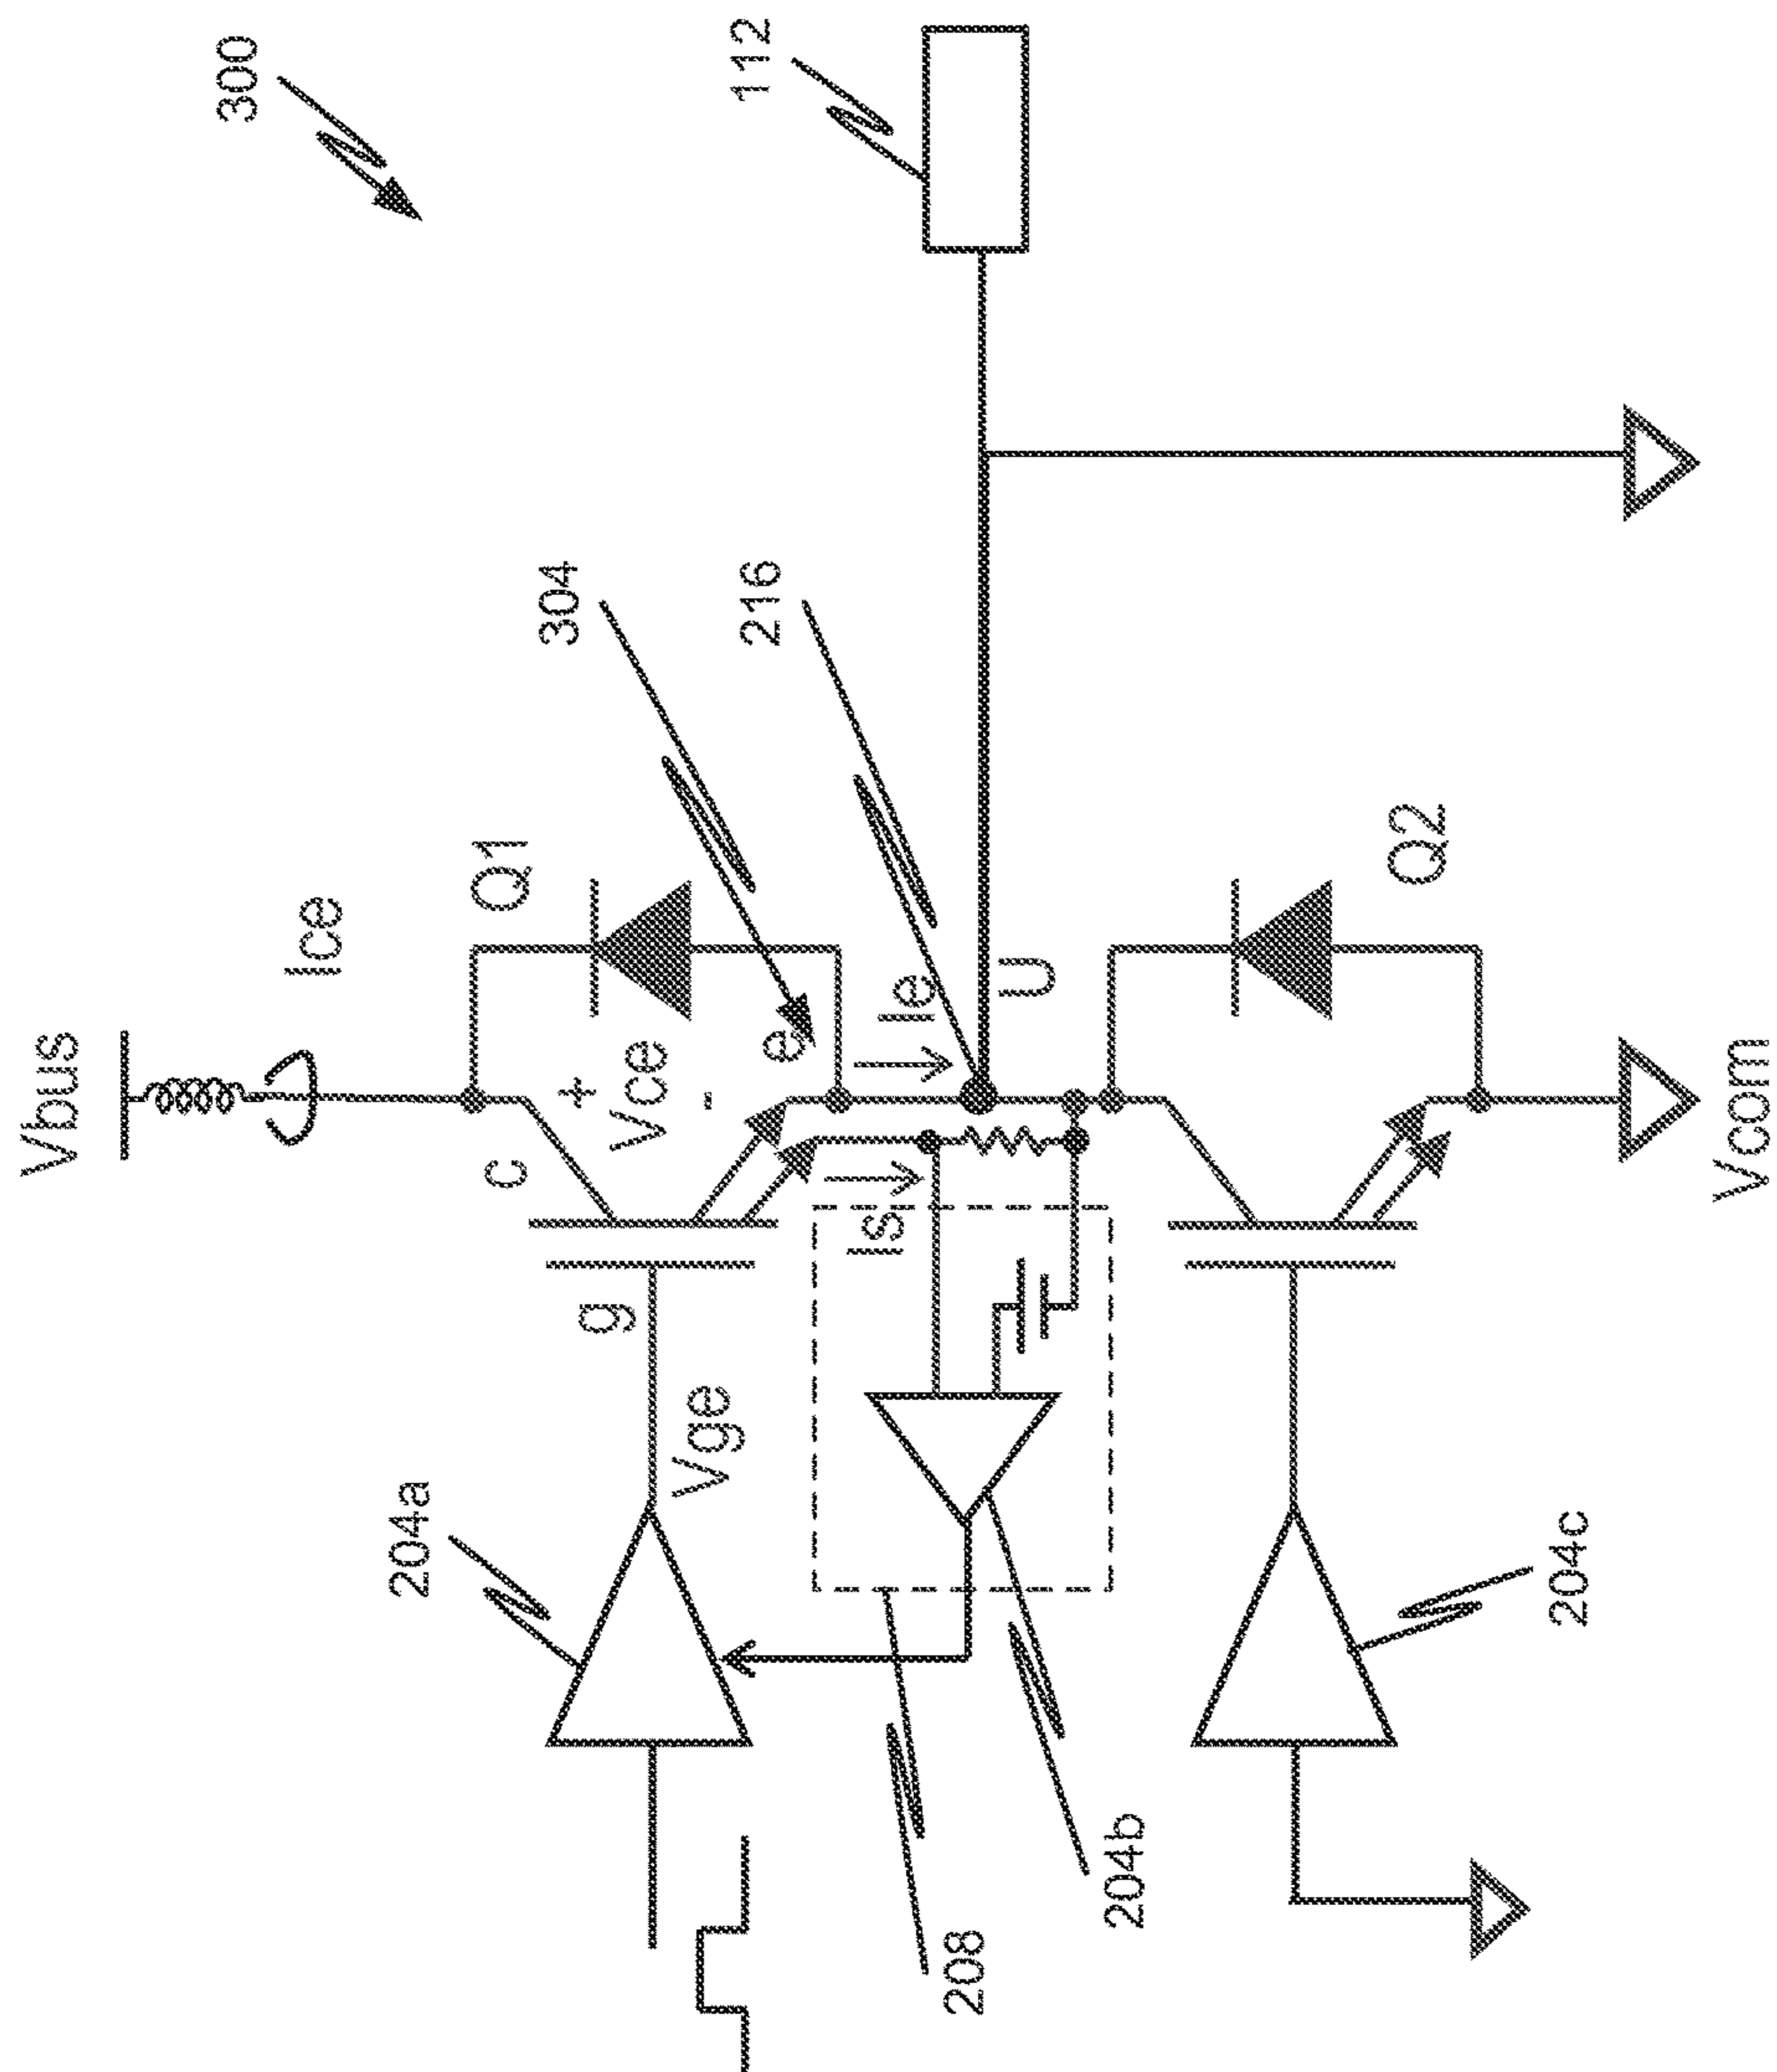 300
112
Vbus
Ice
Q1
304
216
c
+
Vce
-
e
g
Vge
Ie
Is
U
204a
208
204b
204c
Q2
Vcom